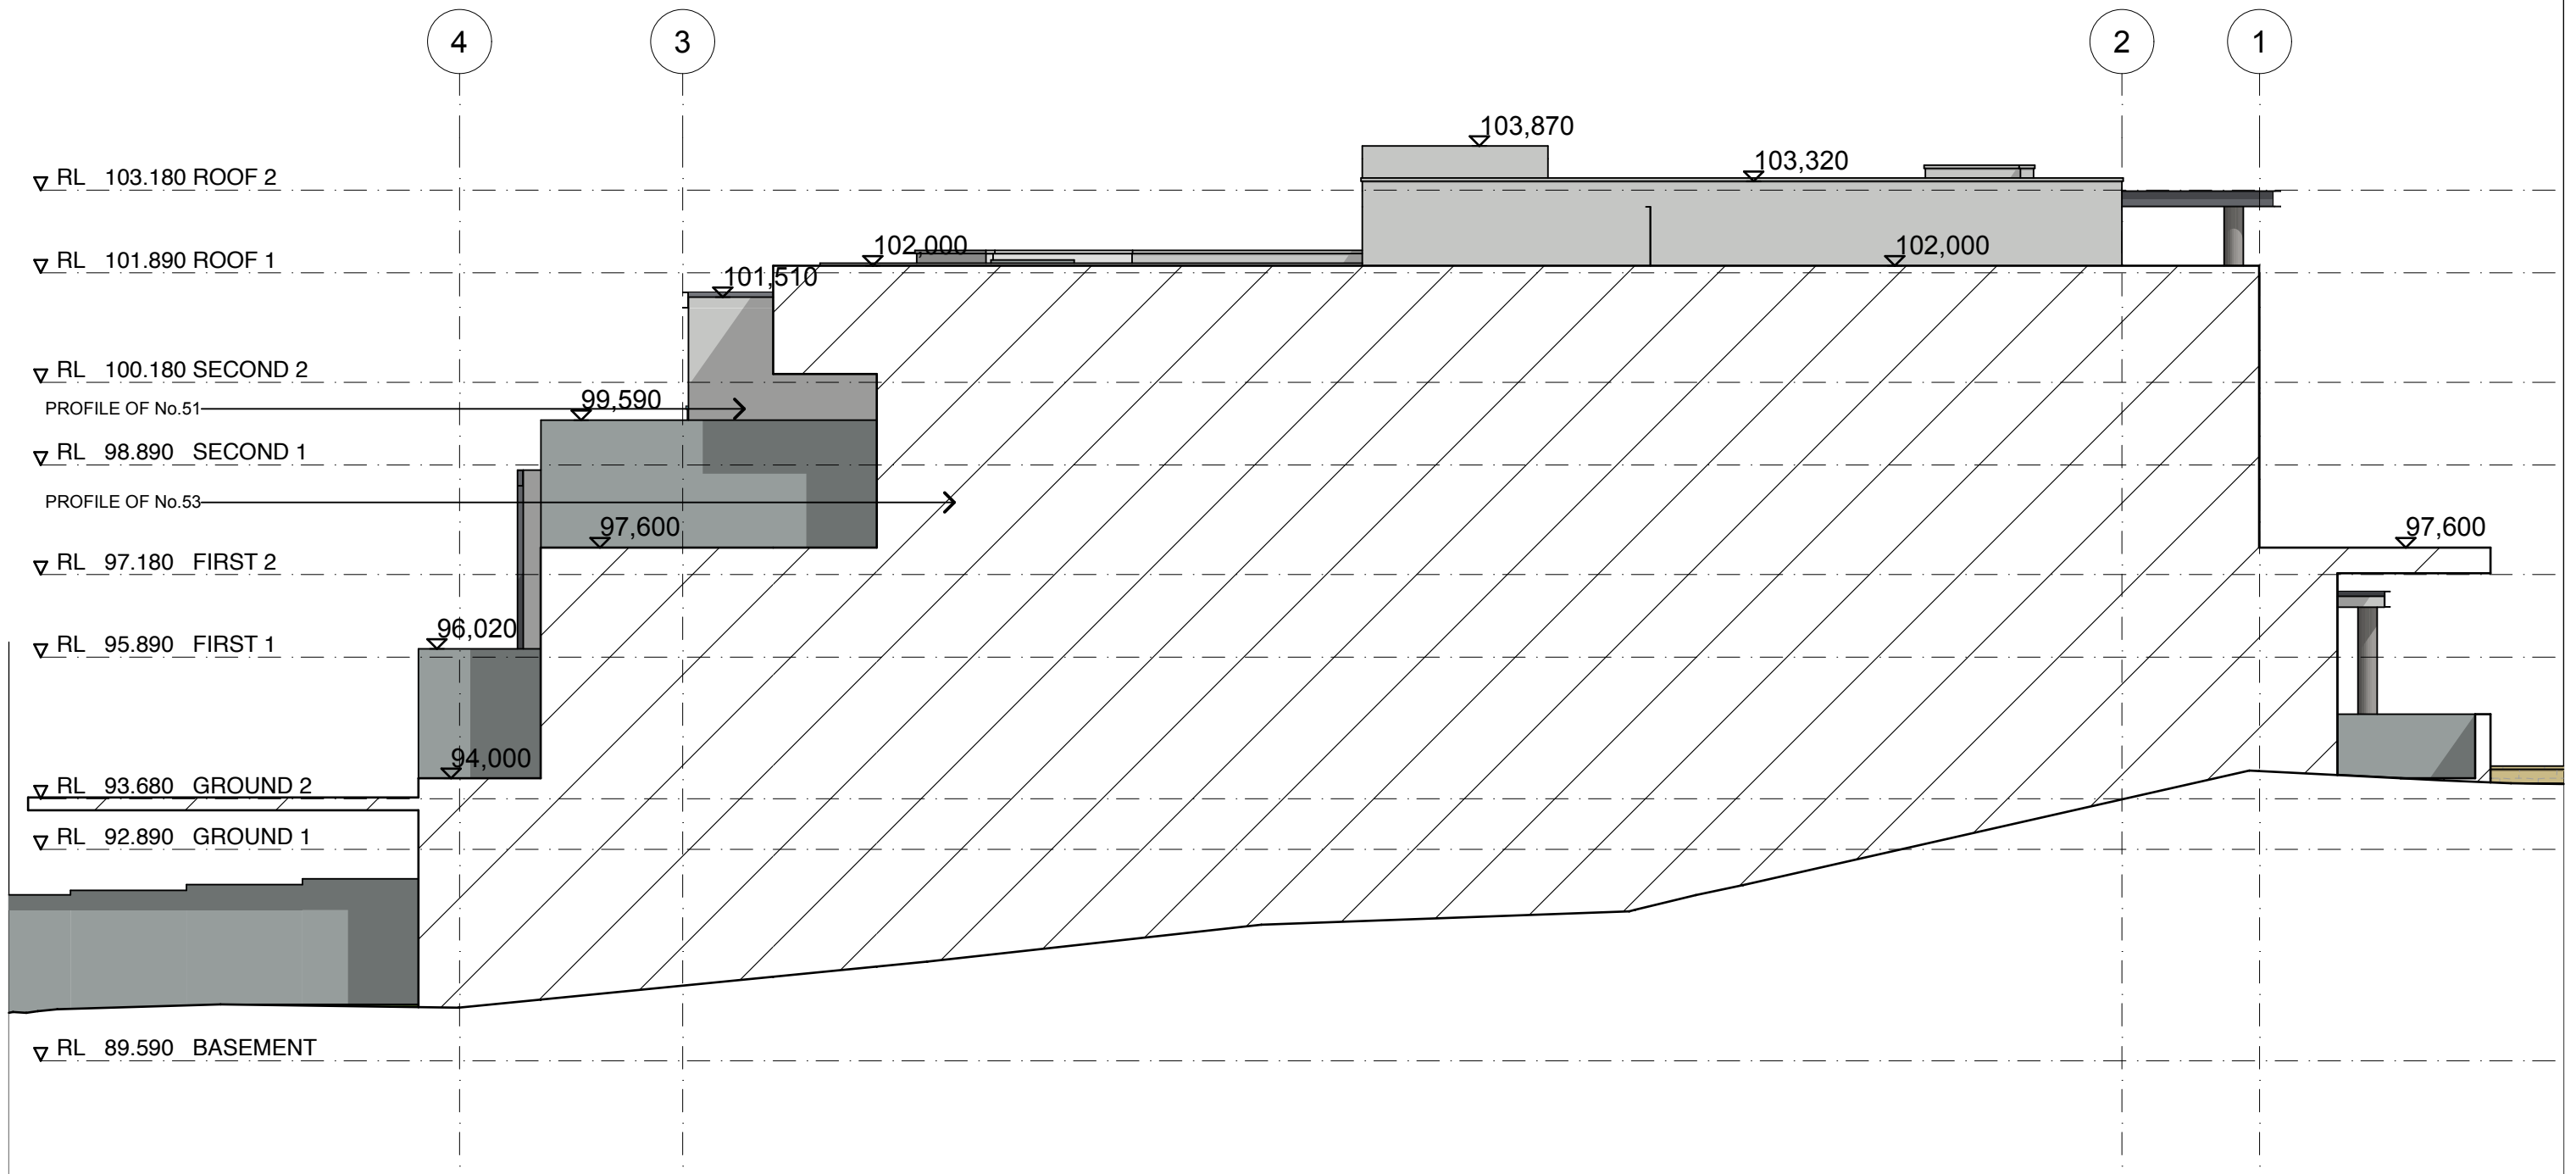 4
3
2
1
103,870
103,320
RL 103.180 ROOF 2
102,000
102,000
RL 101.890 ROOF 1
101,510
RL 100.180 SECOND 2
99,590
PROFILE OF No.51
RL 98.890 SECOND 1
PROFILE OF No.53
97,600
97,600
RL 97.180 FIRST 2
96,020
RL 95.890 FIRST 1
94,000
RL 93.680 GROUND 2
RL 92.890 GROUND 1
RL 89.590 BASEMENT